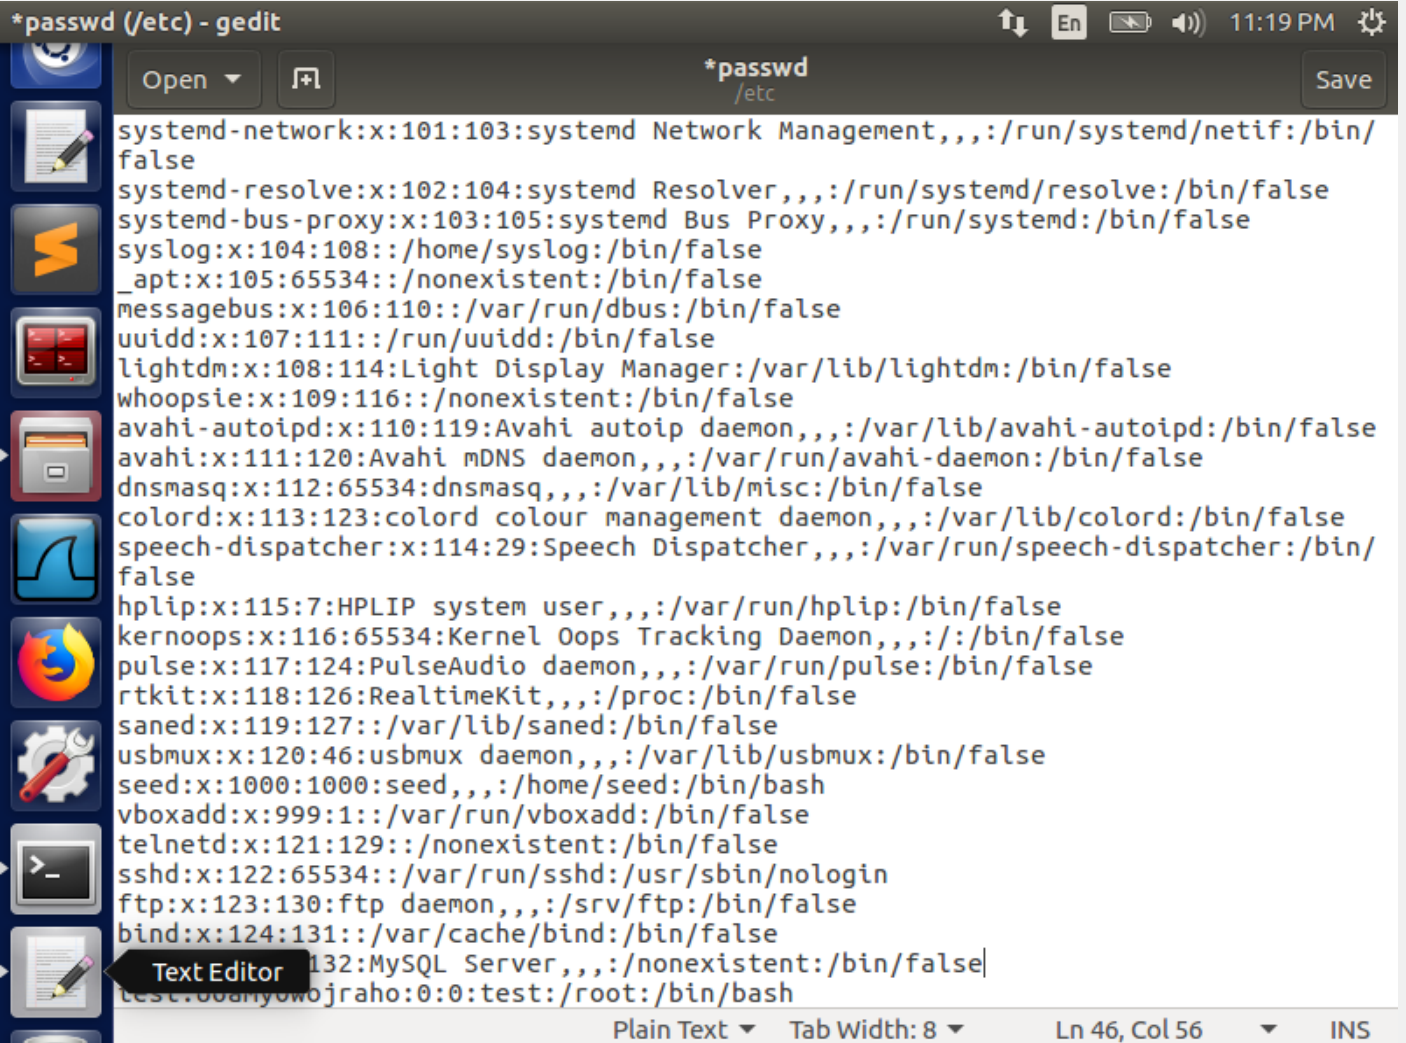 *passwd (/etc) - gedit
En
11:19 PM
Open
*passwd
/etc
Save
systemd-network:x:101:103:systemd Network Management,,,:/run/systemd/netif:/bin/
false
systemd-resolve:x:102:104:systemd Resolver,,,:/run/systemd/resolve:/bin/false
systemd-bus-proxy:x:103:105:systemd Bus Proxy,,,:/run/systemd:/bin/false
syslog:x:104:108::/home/syslog:/bin/false
_apt:x:105:65534::/nonexistent:/bin/false
messagebus:x:106:110::/var/run/dbus:/bin/false
uuidd:x:107:111::/run/uuidd:/bin/false
lightdm:x:108:114:Light Display Manager:/var/lib/lightdm:/bin/false
whoopsie:x:109:116::/nonexistent:/bin/false
avahi-autoipd:x:110:119:Avahi autoip daemon,,,:/var/lib/avahi-autoipd:/bin/false
avahi:x:111:120:Avahi mDNS daemon,,,:/var/run/avahi-daemon:/bin/false
dnsmasq:x:112:65534:dnsmasq,,,:/var/lib/misc:/bin/false
colord:x:113:123:colord colour management daemon,,,:/var/lib/colord:/bin/false
speech-dispatcher:x:114:29:Speech Dispatcher,,,:/var/run/speech-dispatcher:/bin/
false
hplip:x:115:7:HPLIP system user,,,:/var/run/hplip:/bin/false
kernoops:x:116:65534:Kernel Oops Tracking Daemon,,,:/:/bin/false
pulse:x:117:124:PulseAudio daemon,,,:/var/run/pulse:/bin/false
rtkit:x:118:126:RealtimeKit,,,:/proc:/bin/false
saned:x:119:127::/var/lib/saned:/bin/false
usbmux:x:120:46:usbmux daemon,,,:/var/lib/usbmux:/bin/false
seed:x:1000:1000:seed,,,:/home/seed:/bin/bash
vboxadd:x:999:1::/var/run/vboxadd:/bin/false
telnetd:x:121:129::/nonexistent:/bin/false
sshd:x:122:65534::/var/run/sshd:/usr/sbin/nologin
ftp:x:123:130:ftp daemon,,,:/srv/ftp:/bin/false
bind:x:124:131::/var/cache/bind:/bin/false
Text Editor
132:MySQL Server,,,:/nonexistent:/bin/false
:0:0:test:/root:/bin/bash
Plain Text
Tab Width: 8
Ln 46, Col 56
INS